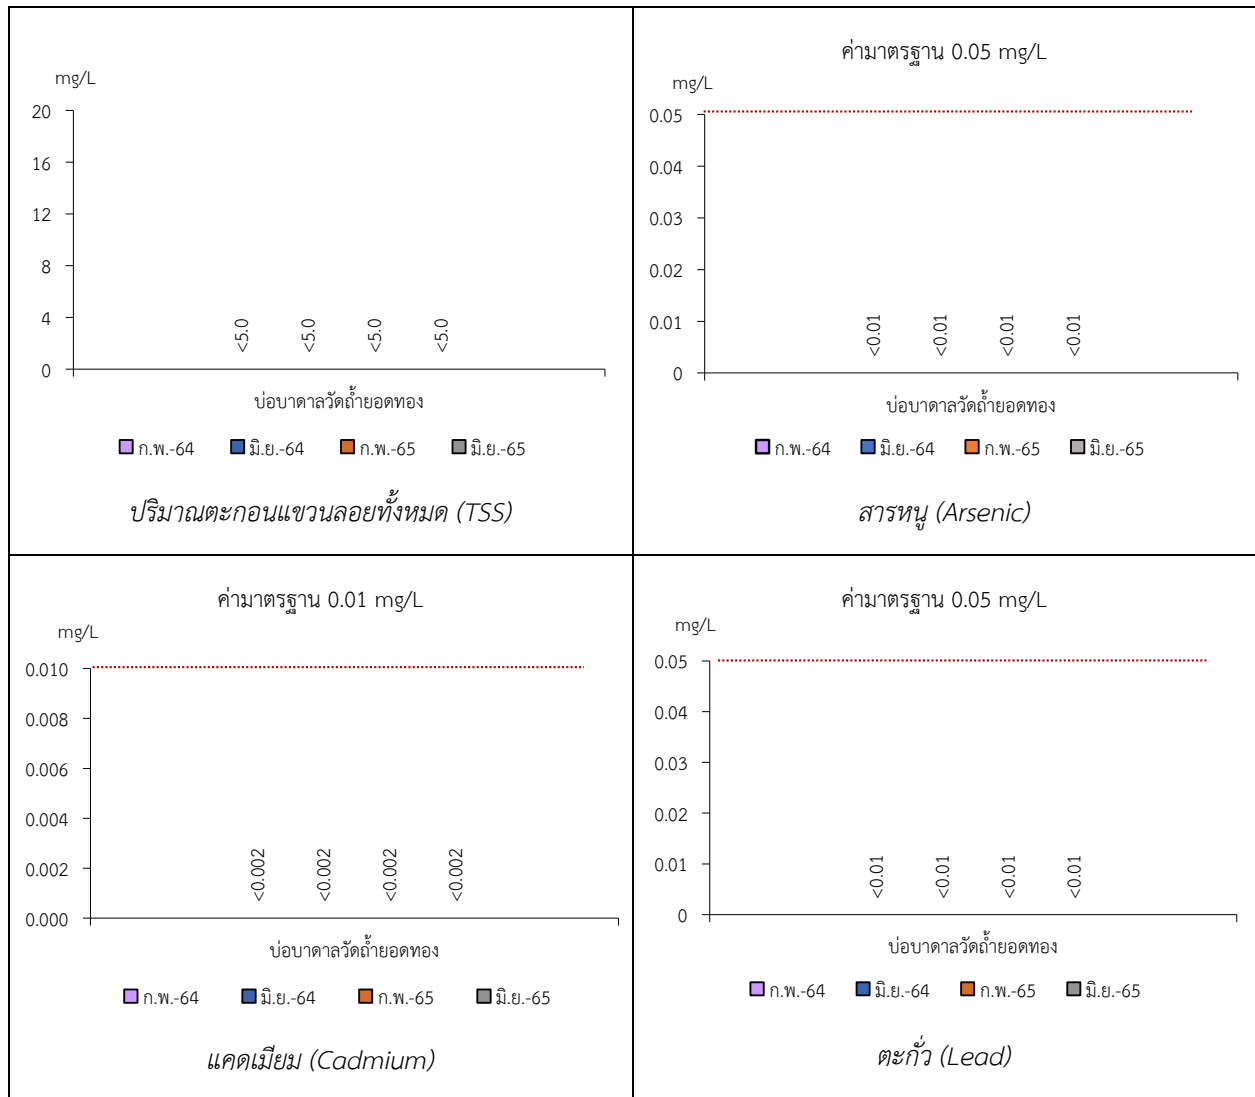 mg/L
20
16
12
8
4
0
<5.0 <5.0 <5.0 <5.0
บ่อบาดาลวัดถ้ำยอดทอง
ก.พ.-64 มิ.ย.-64 ก.พ.-65 มิ.ย.-65
ปริมาณตะกอนแขวนลอยทั้งหมด (TSS)
ค่ามาตรฐาน 0.05 mg/L
mg/L
0.05
0.04
0.03
0.02
0.01
0
<0.01 <0.01 <0.01 <0.01
บ่อบาดาลวัดถ้ำยอดทอง
ก.พ.-64 มิ.ย.-64 ก.พ.-65 มิ.ย.-65
สารหนู (Arsenic)
ค่ามาตรฐาน 0.01 mg/L
mg/L
0.010
0.008
0.006
0.004
0.002
0.000
<0.002 <0.002 <0.002 <0.002
บ่อบาดาลวัดถ้ำยอดทอง
ก.พ.-64 มิ.ย.-64 ก.พ.-65 มิ.ย.-65
แคดเมียม (Cadmium)
ค่ามาตรฐาน 0.05 mg/L
mg/L
0.05
0.04
0.03
0.02
0.01
0
<0.01 <0.01 <0.01 <0.01
บ่อบาดาลวัดถ้ำยอดทอง
ก.พ.-64 มิ.ย.-64 ก.พ.-65 มิ.ย.-65
ตะกั่ว (Lead)